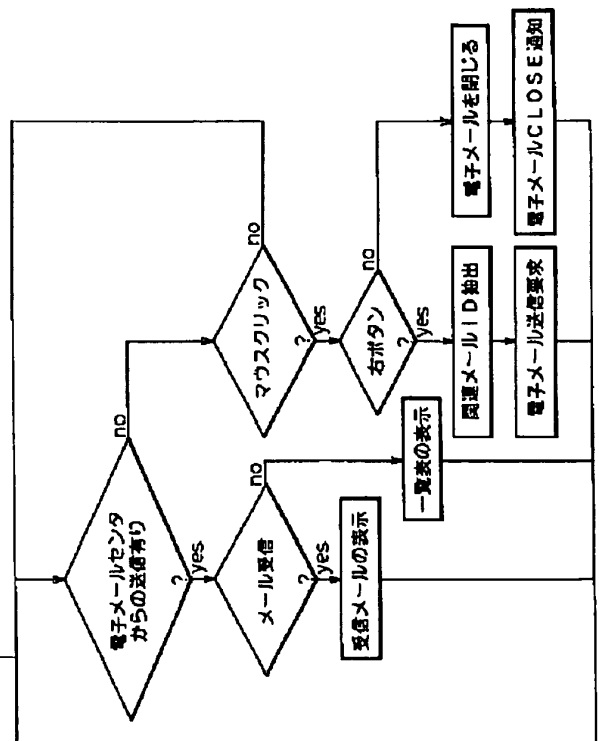 電子メールセンタ
からの送信有り
?
no
yes
メール受信
?
no
yes
受信メールの表示
一覧表の表示
マウスクリック
?
no
yes
右ボタン
?
no
yes
関連メールID抽出
電子メール送信要求
電子メールを閉じる
電子メールCLOSE通知